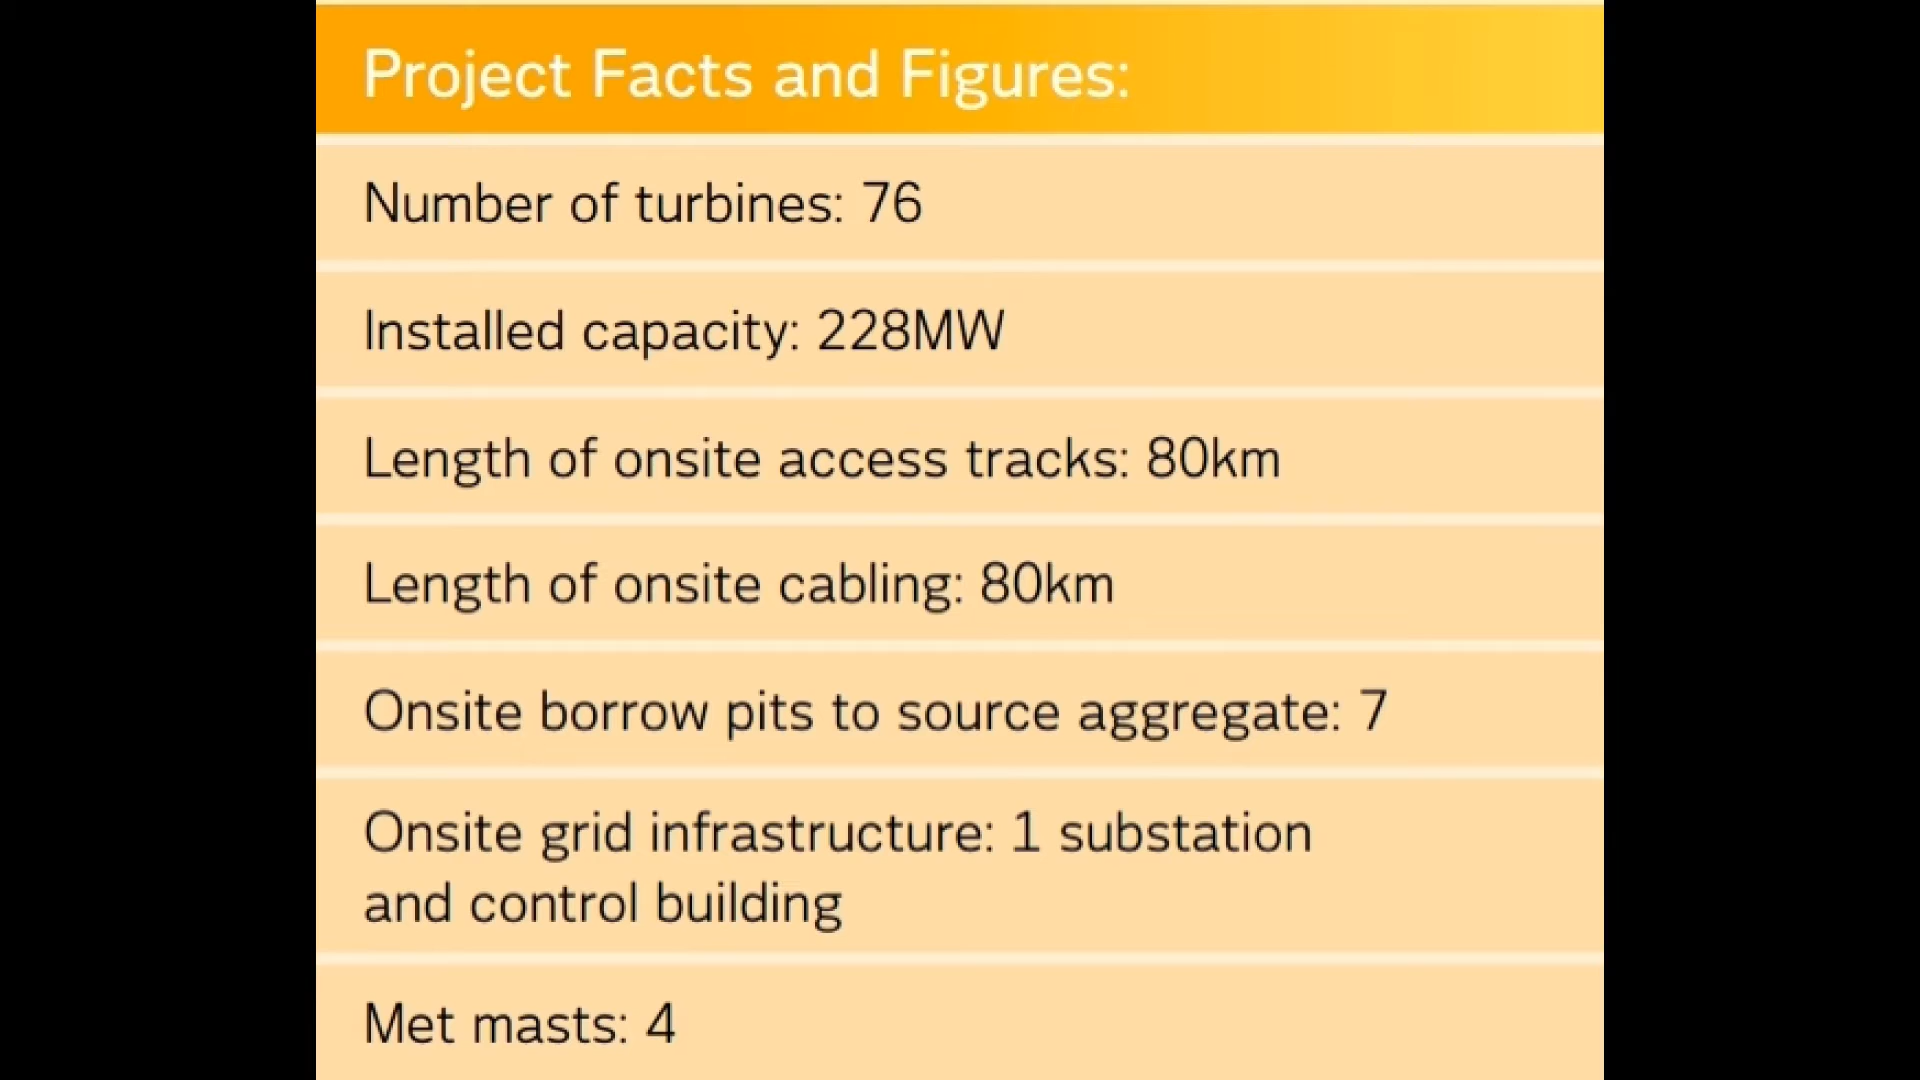 Project Facts and Figures:
Number of turbines: 76
Installed capacity: 228MW
Length of onsite access tracks: 80km
Length of onsite cabling: 80km
Onsite borrow pits to source aggregate: 7
Onsite grid infrastructure: 1 substation
and control building
Met masts: 4